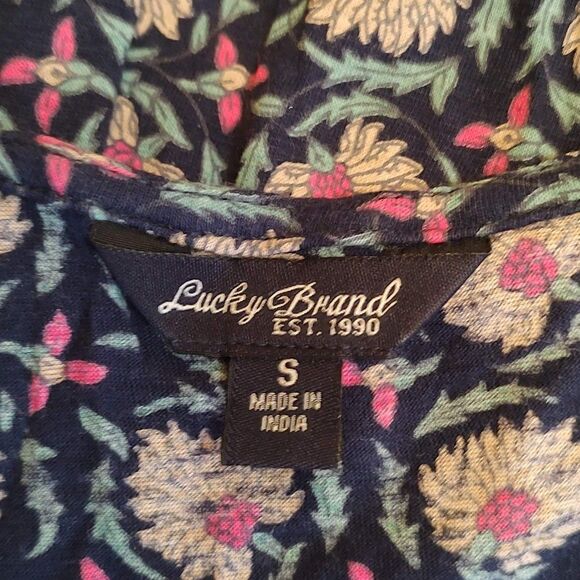 Lucky Brand
EST. 1990
S
MADE IN
INDIA